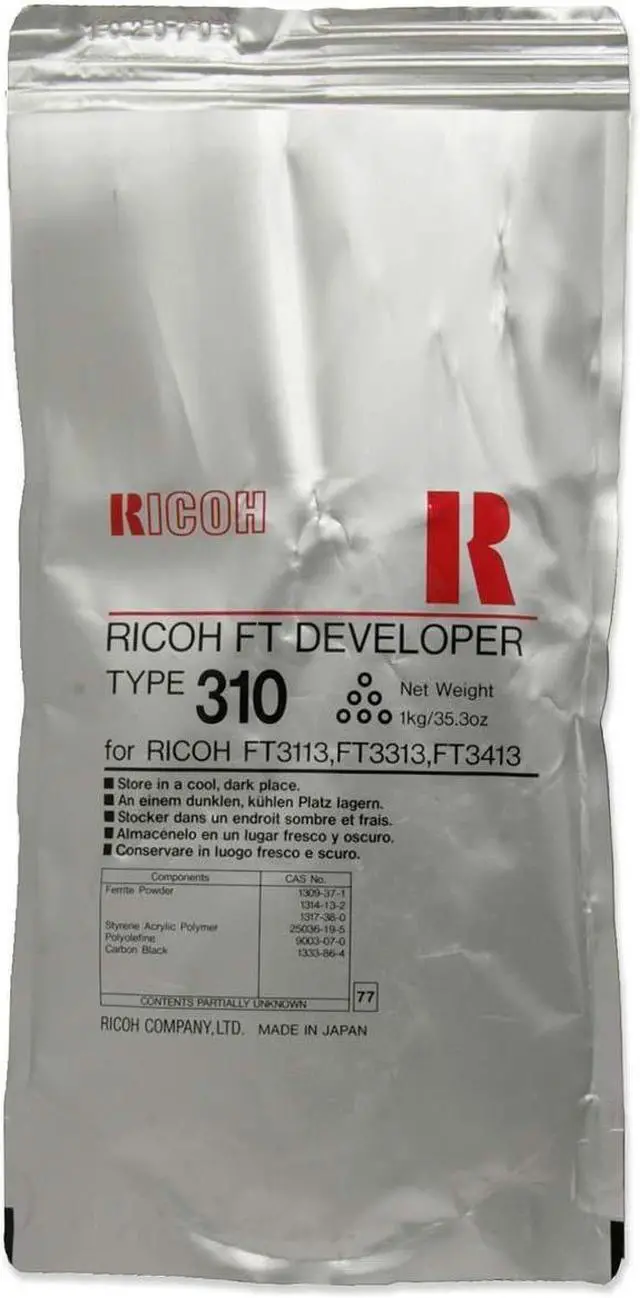 RICOH
R
RICOH FT DEVELOPER
TYPE 310
Net Weight
1kg/35.3oz
for RICOH FT3113,FT3313,FT3413
Store in a cool, dark place.
An einem dunklen, kühlen Platz lagern.
Stocker dans un endroit sombre et frais.
Almacénelo en un lugar fresco y oscuro.
Conservare in luogo fresco e scuro.
Components CAS No.
Ferrite Powder 1309-37-1
1314-13-2
1317-38-0
Styrene Acrylic Polymer 25036-19-5
Polyolefine 9003-07-0
Carbon Black 1333-86-4
CONTENTS PARTIALLY UNKNOWN
77
RICOH COMPANY,LTD. MADE IN JAPAN